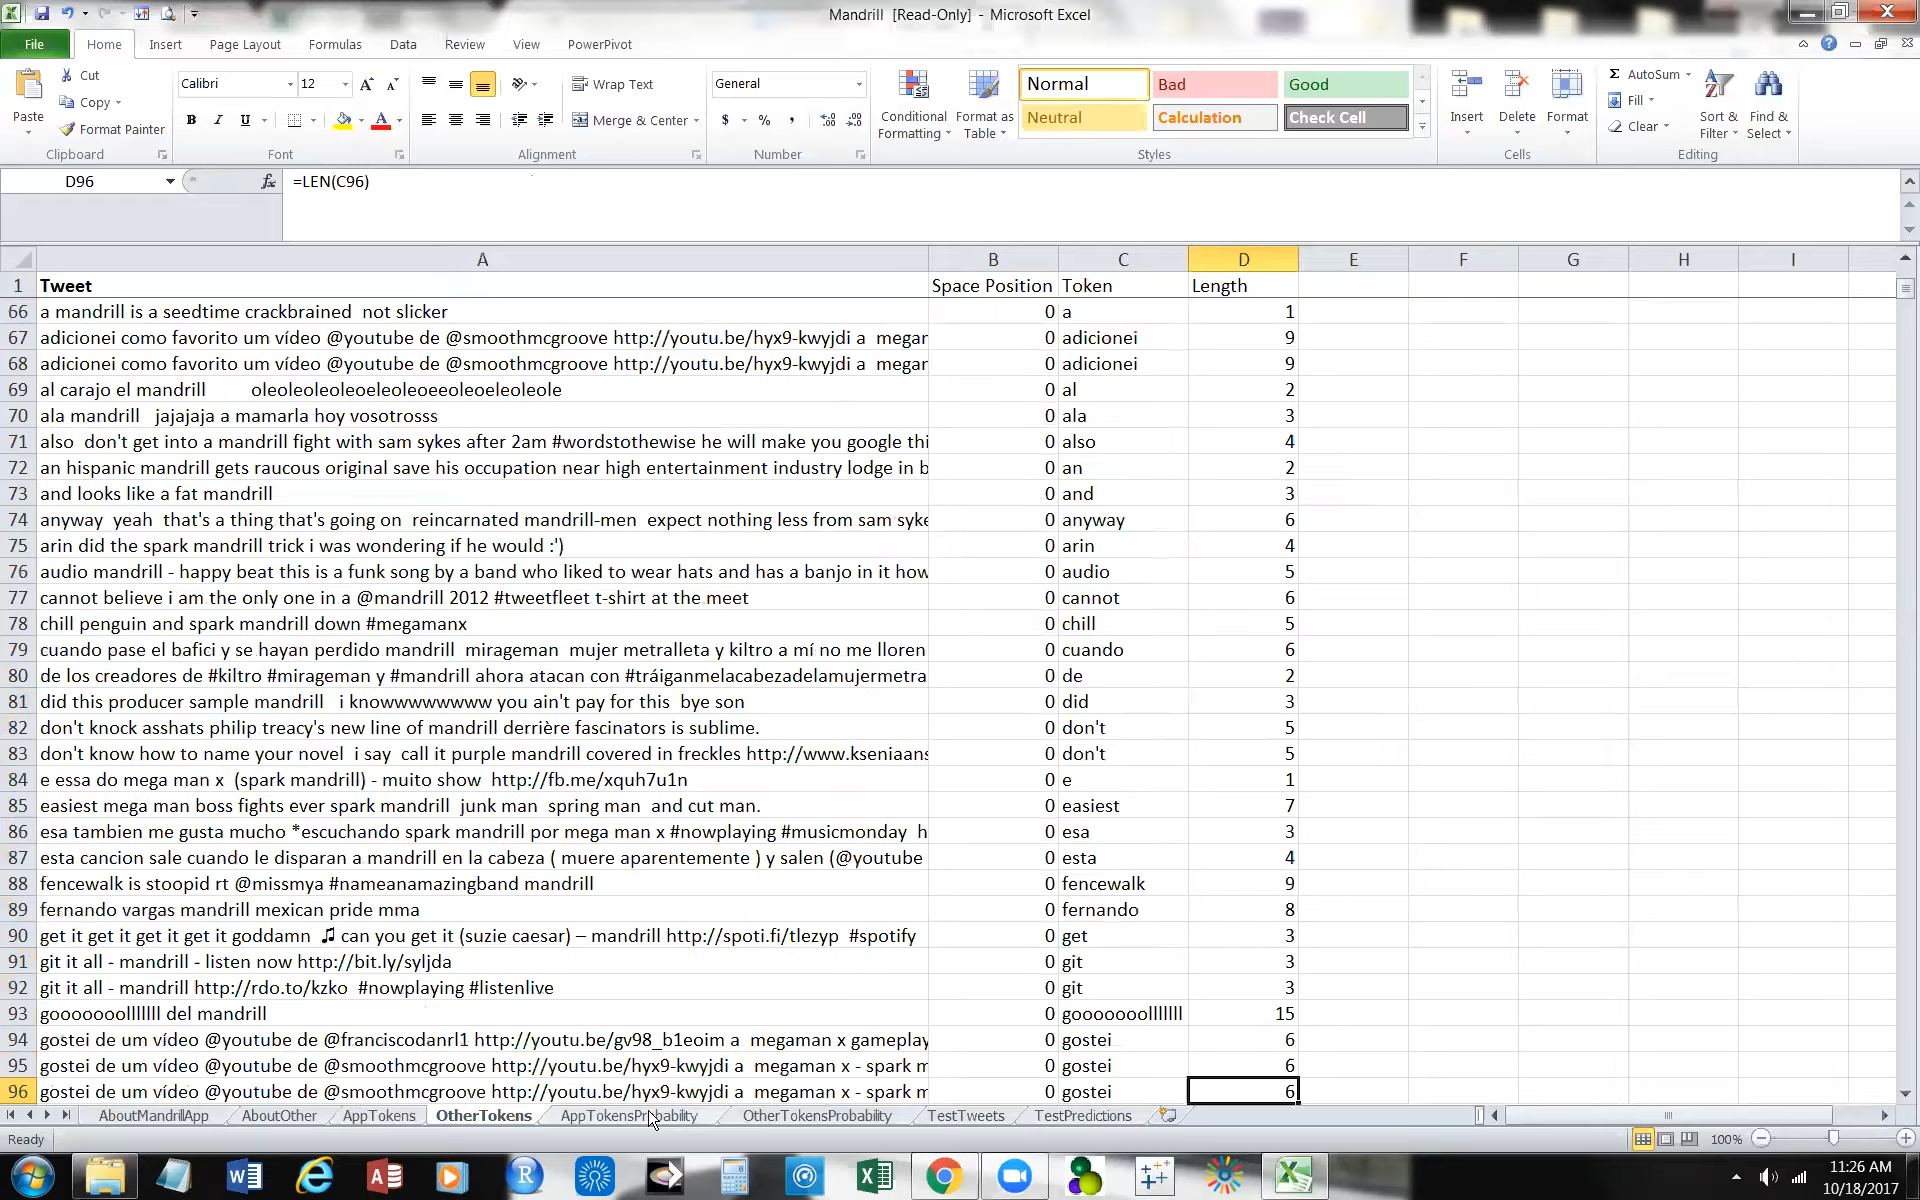 Mandrill [Read-Only] - Microsoft Excel
File Home Insert Page Layout Formulas Data Review View PowerPivot
Cut
Copy
Format Painter
Paste
Clipboard
Calibri 12
B I U
Font
Wrap Text
Merge & Center
Alignment
General
$ % ,
Number
Conditional Formatting
Format as Table
Normal Bad Good
Neutral Calculation Check Cell
Styles
Insert Delete Format
Cells
AutoSum
Fill
Clear
Sort & Filter
Find & Select
Editing
D96 fx =LEN(C96)
A B C D E F G H I
1 Tweet Space Position Token Length
66 a mandrill is a seedtime crackbrained  not slicker 0 a 1
67 adicionei como favorito um vídeo @youtube de @smoothmcgroove http://youtu.be/hyx9-kwyjdi a  megar 0 adicionei 9
68 adicionei como favorito um vídeo @youtube de @smoothmcgroove http://youtu.be/hyx9-kwyjdi a  megar 0 adicionei 9
69 al carajo el mandrill oleoleoleoleoeleoleoeeoleoeleoleole 0 al 2
70 ala mandrill   jajajaja a mamarla hoy vosotrosss 0 ala 3
71 also  don't get into a mandrill fight with sam sykes after 2am #wordstothewise he will make you google thi 0 also 4
72 an hispanic mandrill gets raucous original save his occupation near high entertainment industry lodge in b 0 an 2
73 and looks like a fat mandrill 0 and 3
74 anyway  yeah  that's a thing that's going on  reincarnated mandrill-men  expect nothing less from sam syke 0 anyway 6
75 arin did the spark mandrill trick i was wondering if he would :') 0 arin 4
76 audio mandrill - happy beat this is a funk song by a band who liked to wear hats and has a banjo in it how 0 audio 5
77 cannot believe i am the only one in a @mandrill 2012 #tweetfleet t-shirt at the meet 0 cannot 6
78 chill penguin and spark mandrill down #megamanx 0 chill 5
79 cuando pase el bafici y se hayan perdido mandrill  mirageman  mujer metralleta y kiltro a mí no me lloren 0 cuando 6
80 de los creadores de #kiltro #mirageman y #mandrill ahora atacan con #tráiganmelacabezadelamujermetra 0 de 2
81 did this producer sample mandrill   i knowwwwwwww you ain't pay for this  bye son 0 did 3
82 don't knock asshats philip treacy's new line of mandrill derrière fascinators is sublime. 0 don't 5
83 don't know how to name your novel  i say  call it purple mandrill covered in freckles http://www.kseniaans 0 don't 5
84 e essa do mega man x  (spark mandrill) - muito show  http://fb.me/xquh7u1n 0 e 1
85 easiest mega man boss fights ever spark mandrill  junk man  spring man  and cut man. 0 easiest 7
86 esa tambien me gusta mucho *escuchando spark mandrill por mega man x #nowplaying #musicmonday  h 0 esa 3
87 esta cancion sale cuando le disparan a mandrill en la cabeza ( muere aparentemente ) y salen (@youtube 0 esta 4
88 fencewalk is stoopid rt @missmya #nameanamazingband mandrill 0 fencewalk 9
89 fernando vargas mandrill mexican pride mma 0 fernando 8
90 get it get it get it get it goddamn  ♫ can you get it (suzie caesar) – mandrill http://spoti.fi/tlezyp  #spotify 0 get 3
91 git it all - mandrill - listen now http://bit.ly/syljda 0 git 3
92 git it all - mandrill http://rdo.to/kzko  #nowplaying #listenlive 0 git 3
93 gooooooolllllll del mandrill 0 gooooooolllllll 15
94 gostei de um vídeo @youtube de @franciscodanrl1 http://youtu.be/gv98_b1eoim a  megaman x gameplay 0 gostei 6
95 gostei de um vídeo @youtube de @smoothmcgroove http://youtu.be/hyx9-kwyjdi a  megaman x - spark m 0 gostei 6
96 gostei de um vídeo @youtube de @smoothmcgroove http://youtu.be/hyx9-kwyjdi a  megaman x - spark m 0 gostei 6
AboutMandrillApp AboutOther AppTokens OtherTokens AppTokensProbability OtherTokensProbability TestTweets TestPredictions
Ready 100%
11:26 AM
10/18/2017